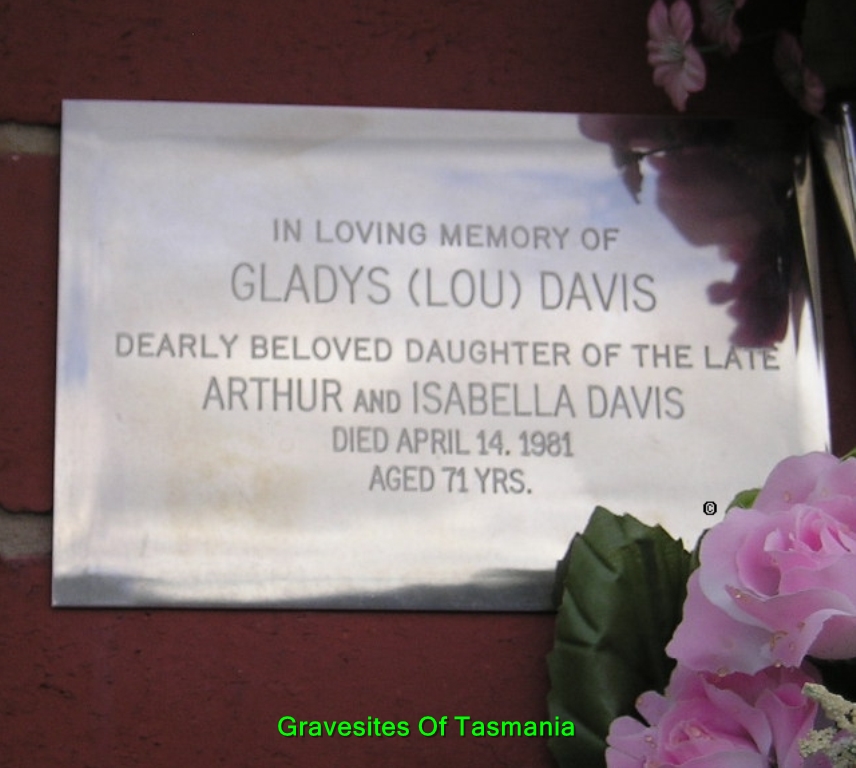 IN LOVING MEMORY OF
GLADYS (LOU) DAVIS
DEARLY BELOVED DAUGHTER OF THE LATE
ARTHUR AND ISABELLA DAVIS
DIED APRIL 14. 1981
AGED 71 YRS.
©
Gravesites Of Tasmania